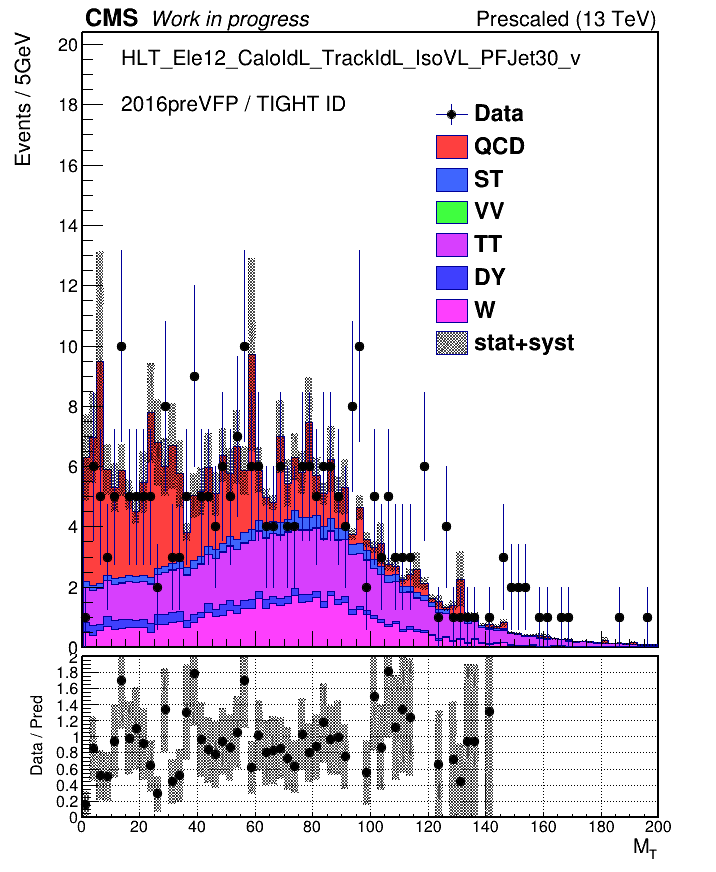 CMS Work in progress Prescaled (13 TeV)
Events / 5GeV
HLT_Ele12_CaloIdL_TrackIdL_IsoVL_PFJet30_v
2016preVFP / TIGHT ID
Data
QCD
ST
VV
TT
DY
W
stat+syst
20
18
16
14
12
10
8
6
4
2
0
Data / Pred
2
1.8
1.6
1.4
1.2
1
0.8
0.6
0.4
0.2
0
0 20 40 60 80 100 120 140 160 180 200
M_T